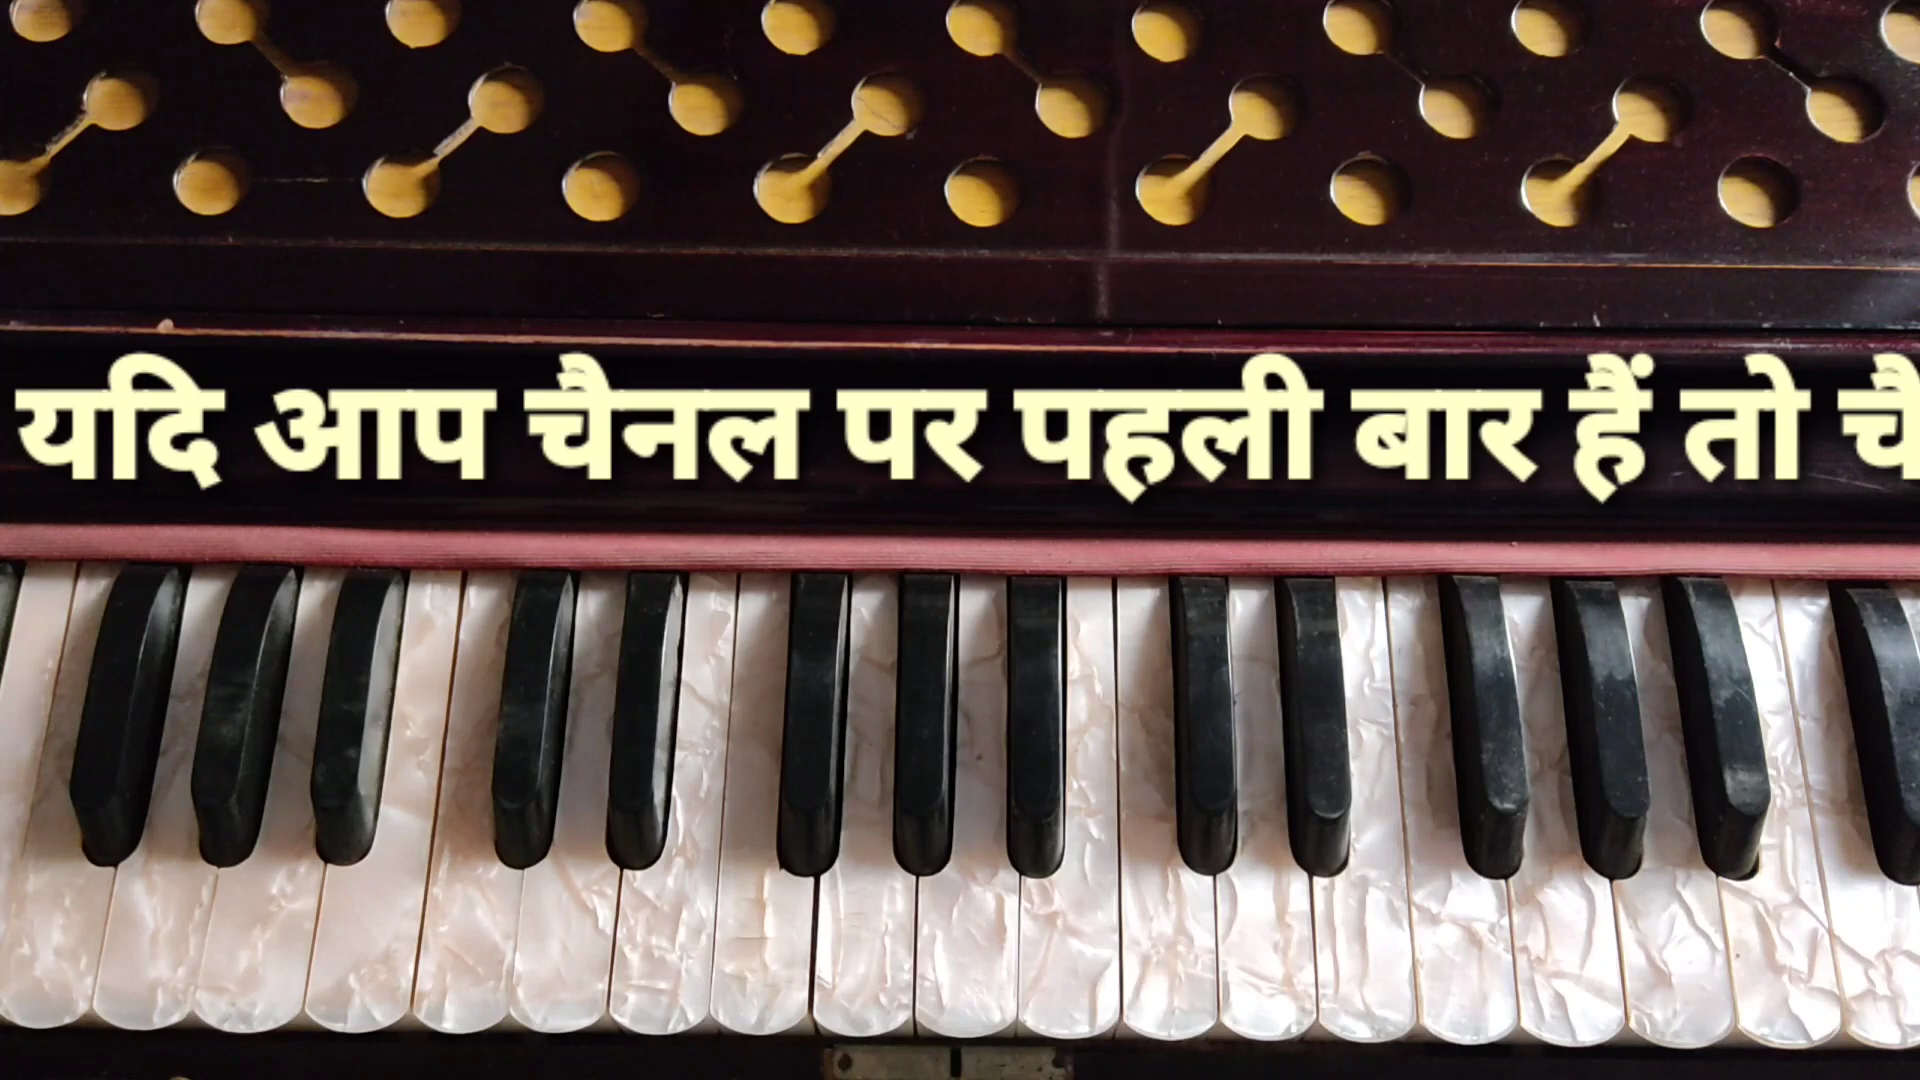 यदि आप चैनल पर पहली बार हैं तो